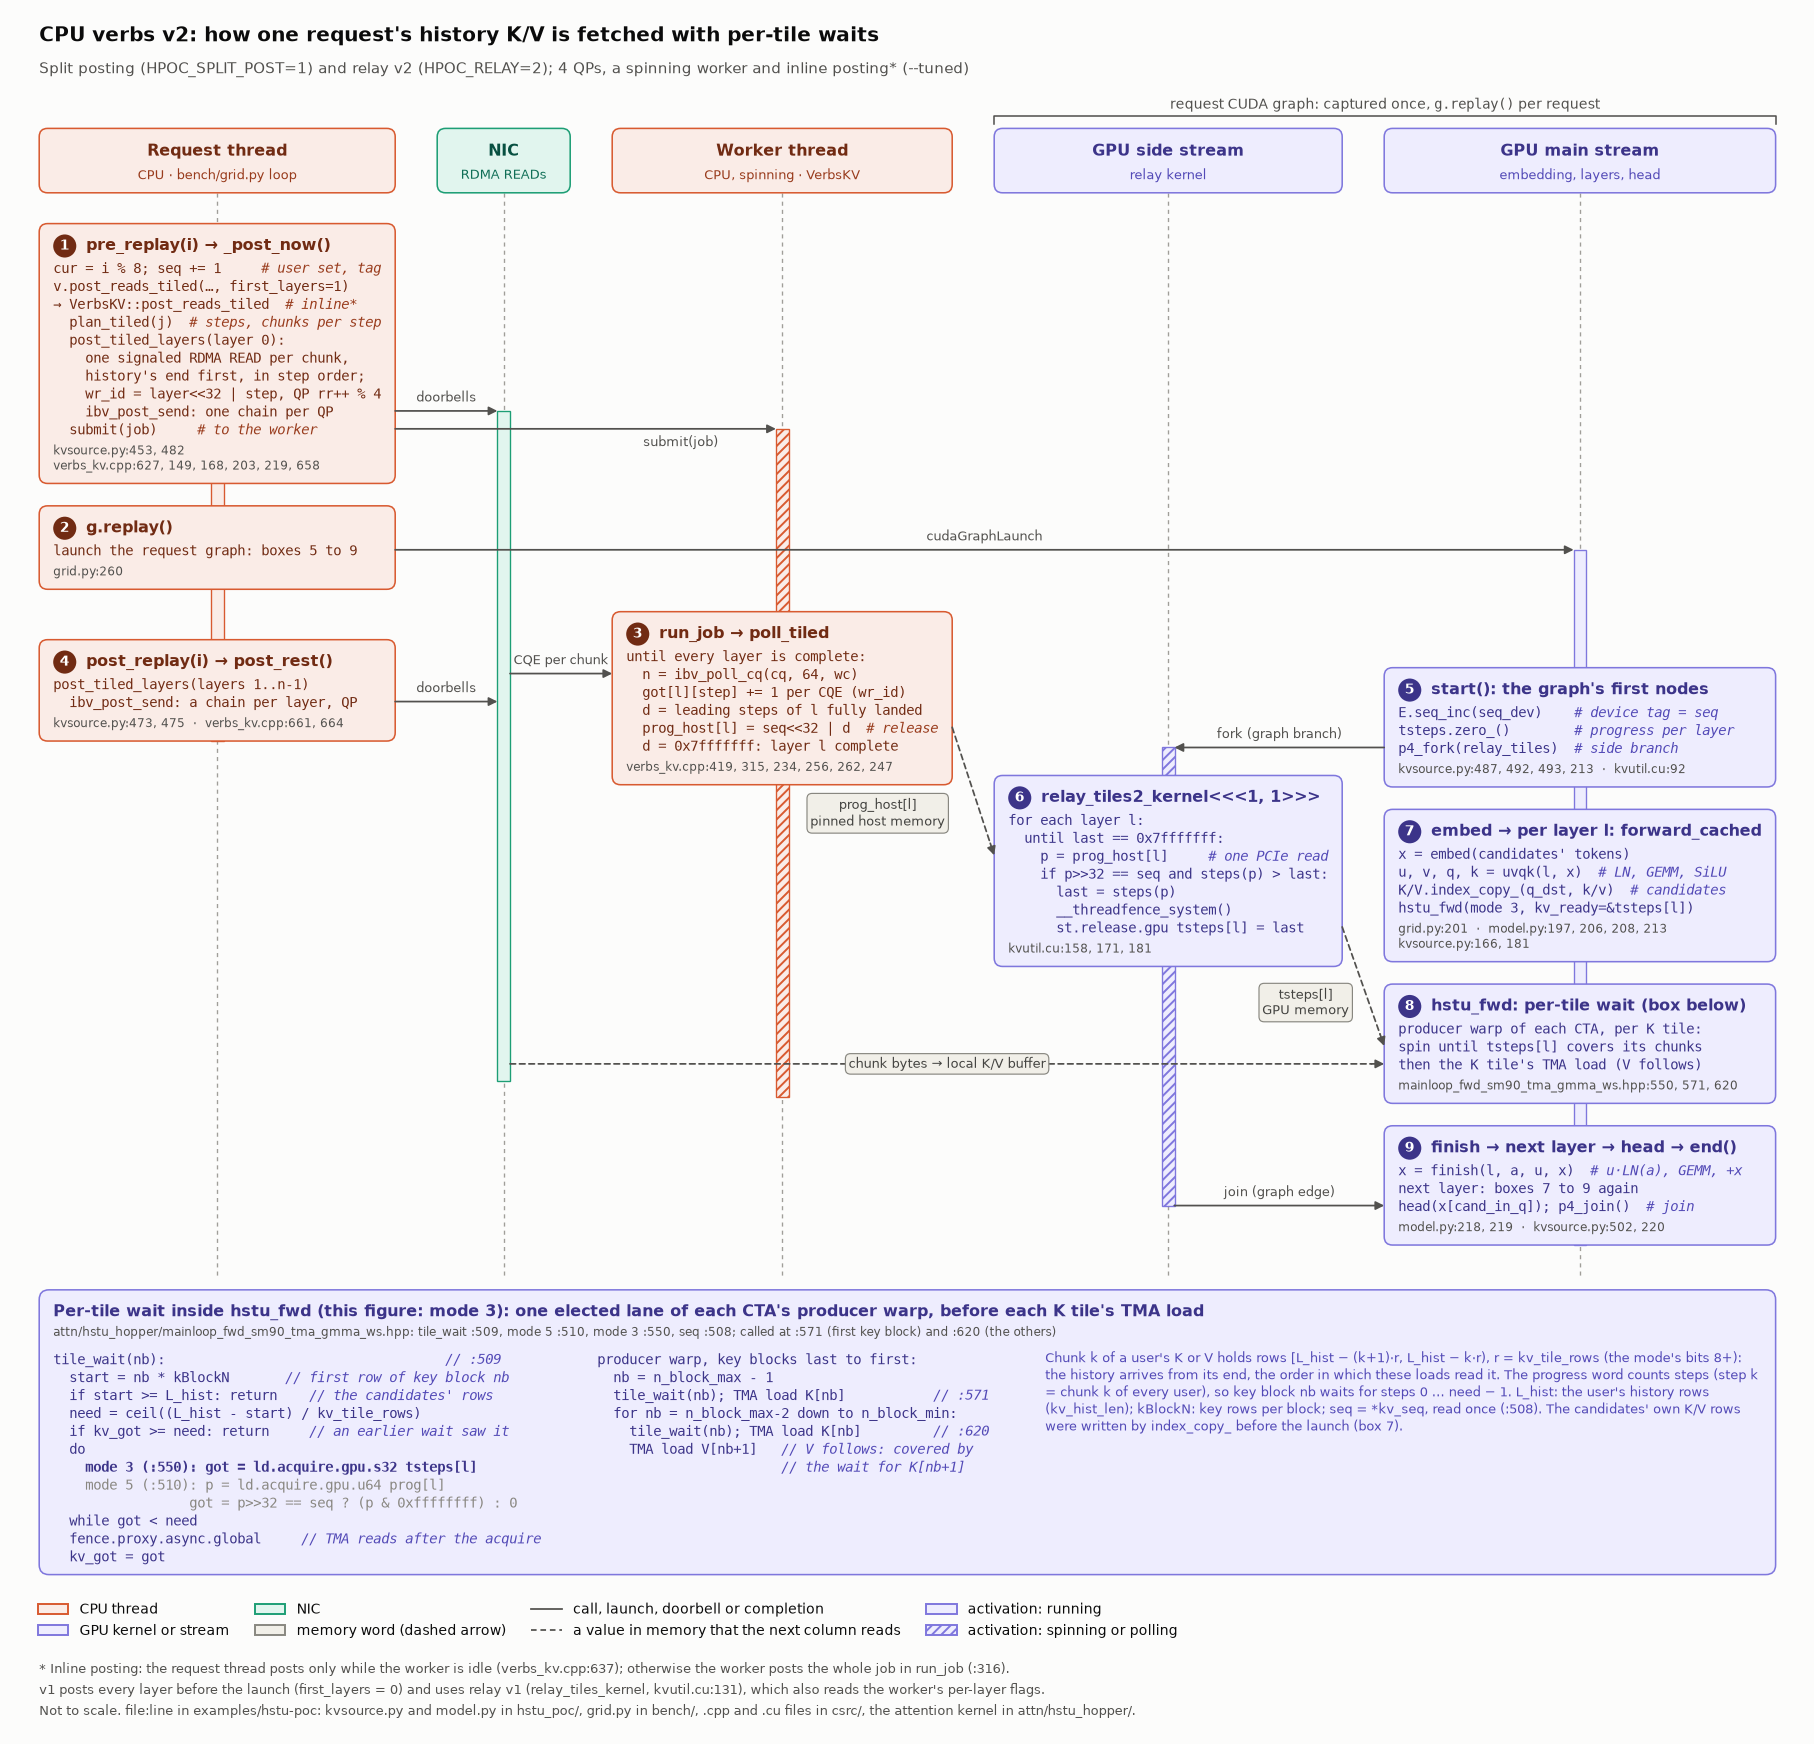 CPU verbs v2: how one request's history K/V is fetched with per-tile waits
Split posting (HPOC_SPLIT_POST=1) and relay v2 (HPOC_RELAY=2); 4 QPs, a spinning worker and inline posting* (--tuned)
request CUDA graph: captured once, g.replay() per request
Request thread
CPU · bench/grid.py loop
NIC
RDMA READs
Worker thread
CPU, spinning · VerbsKV
GPU side stream
relay kernel
GPU main stream
embedding, layers, head
1 pre_replay(i) → _post_now()
cur = i % 8; seq += 1     # user set, tag
v.post_reads_tiled(…, first_layers=1)
→ VerbsKV::post_reads_tiled  # inline*
  plan_tiled(j)  # steps, chunks per step
  post_tiled_layers(layer 0):
    one signaled RDMA READ per chunk,
    history's end first, in step order;
    wr_id = layer<<32 | step, QP rr++ % 4
    ibv_post_send: one chain per QP
  submit(job)     # to the worker
kvsource.py:453, 482
verbs_kv.cpp:627, 149, 168, 203, 219, 658
doorbells
submit(job)
2 g.replay()
launch the request graph: boxes 5 to 9
grid.py:260
cudaGraphLaunch
4 post_replay(i) → post_rest()
post_tiled_layers(layers 1..n-1)
  ibv_post_send: a chain per layer, QP
kvsource.py:473, 475 · verbs_kv.cpp:661, 664
doorbells
CQE per chunk
3 run_job → poll_tiled
until every layer is complete:
  n = ibv_poll_cq(cq, 64, wc)
  got[l][step] += 1 per CQE (wr_id)
  d = leading steps of l fully landed
  prog_host[l] = seq<<32 | d  # release
  d = 0x7fffffff: layer l complete
verbs_kv.cpp:419, 315, 234, 256, 262, 247
prog_host[l]
pinned host memory
fork (graph branch)
5 start(): the graph's first nodes
E.seq_inc(seq_dev)    # device tag = seq
tsteps.zero_()        # progress per layer
p4_fork(relay_tiles)  # side branch
kvsource.py:487, 492, 493, 213 · kvutil.cu:92
6 relay_tiles2_kernel<<<1, 1>>>
for each layer l:
  until last == 0x7fffffff:
    p = prog_host[l]     # one PCIe read
    if p>>32 == seq and steps(p) > last:
      last = steps(p)
      __threadfence_system()
      st.release.gpu tsteps[l] = last
kvutil.cu:158, 171, 181
7 embed → per layer l: forward_cached
x = embed(candidates' tokens)
u, v, q, k = uvqk(l, x)  # LN, GEMM, SiLU
K/V.index_copy_(q_dst, k/v)  # candidates
hstu_fwd(mode 3, kv_ready=&tsteps[l])
grid.py:201 · model.py:197, 206, 208, 213
kvsource.py:166, 181
tsteps[l]
GPU memory
8 hstu_fwd: per-tile wait (box below)
producer warp of each CTA, per K tile:
spin until tsteps[l] covers its chunks
then the K tile's TMA load (V follows)
mainloop_fwd_sm90_tma_gmma_ws.hpp:550, 571, 620
chunk bytes → local K/V buffer
9 finish → next layer → head → end()
x = finish(l, a, u, x)  # u·LN(a), GEMM, +x
next layer: boxes 7 to 9 again
head(x[cand_in_q]); p4_join()  # join
model.py:218, 219 · kvsource.py:502, 220
join (graph edge)
Per-tile wait inside hstu_fwd (this figure: mode 3): one elected lane of each CTA's producer warp, before each K tile's TMA load
attn/hstu_hopper/mainloop_fwd_sm90_tma_gmma_ws.hpp: tile_wait :509, mode 5 :510, mode 3 :550, seq :508; called at :571 (first key block) and :620 (the others)
tile_wait(nb):                                   // :509
  start = nb * kBlockN       // first row of key block nb
  if start >= L_hist: return    // the candidates' rows
  need = ceil((L_hist - start) / kv_tile_rows)
  if kv_got >= need: return     // an earlier wait saw it
  do
    mode 3 (:550): got = ld.acquire.gpu.s32 tsteps[l]
    mode 5 (:510): p = ld.acquire.gpu.u64 prog[l]
                 got = p>>32 == seq ? (p & 0xffffffff) : 0
  while got < need
  fence.proxy.async.global     // TMA reads after the acquire
  kv_got = got
producer warp, key blocks last to first:
  nb = n_block_max - 1
  tile_wait(nb); TMA load K[nb]           // :571
  for nb = n_block_max-2 down to n_block_min:
    tile_wait(nb); TMA load K[nb]         // :620
    TMA load V[nb+1]   // V follows: covered by
                       // the wait for K[nb+1]
Chunk k of a user's K or V holds rows [L_hist − (k+1)·r, L_hist − k·r), r = kv_tile_rows (the mode's bits 8+):
the history arrives from its end, the order in which these loads read it. The progress word counts steps (step k
= chunk k of every user), so key block nb waits for steps 0 … need − 1. L_hist: the user's history rows
(kv_hist_len); kBlockN: key rows per block; seq = *kv_seq, read once (:508). The candidates' own K/V rows
were written by index_copy_ before the launch (box 7).
CPU thread
NIC
call, launch, doorbell or completion
activation: running
GPU kernel or stream
memory word (dashed arrow)
a value in memory that the next column reads
activation: spinning or polling
* Inline posting: the request thread posts only while the worker is idle (verbs_kv.cpp:637); otherwise the worker posts the whole job in run_job (:316).
v1 posts every layer before the launch (first_layers = 0) and uses relay v1 (relay_tiles_kernel, kvutil.cu:131), which also reads the worker's per-layer flags.
Not to scale. file:line in examples/hstu-poc: kvsource.py and model.py in hstu_poc/, grid.py in bench/, .cpp and .cu files in csrc/, the attention kernel in attn/hstu_hopper/.